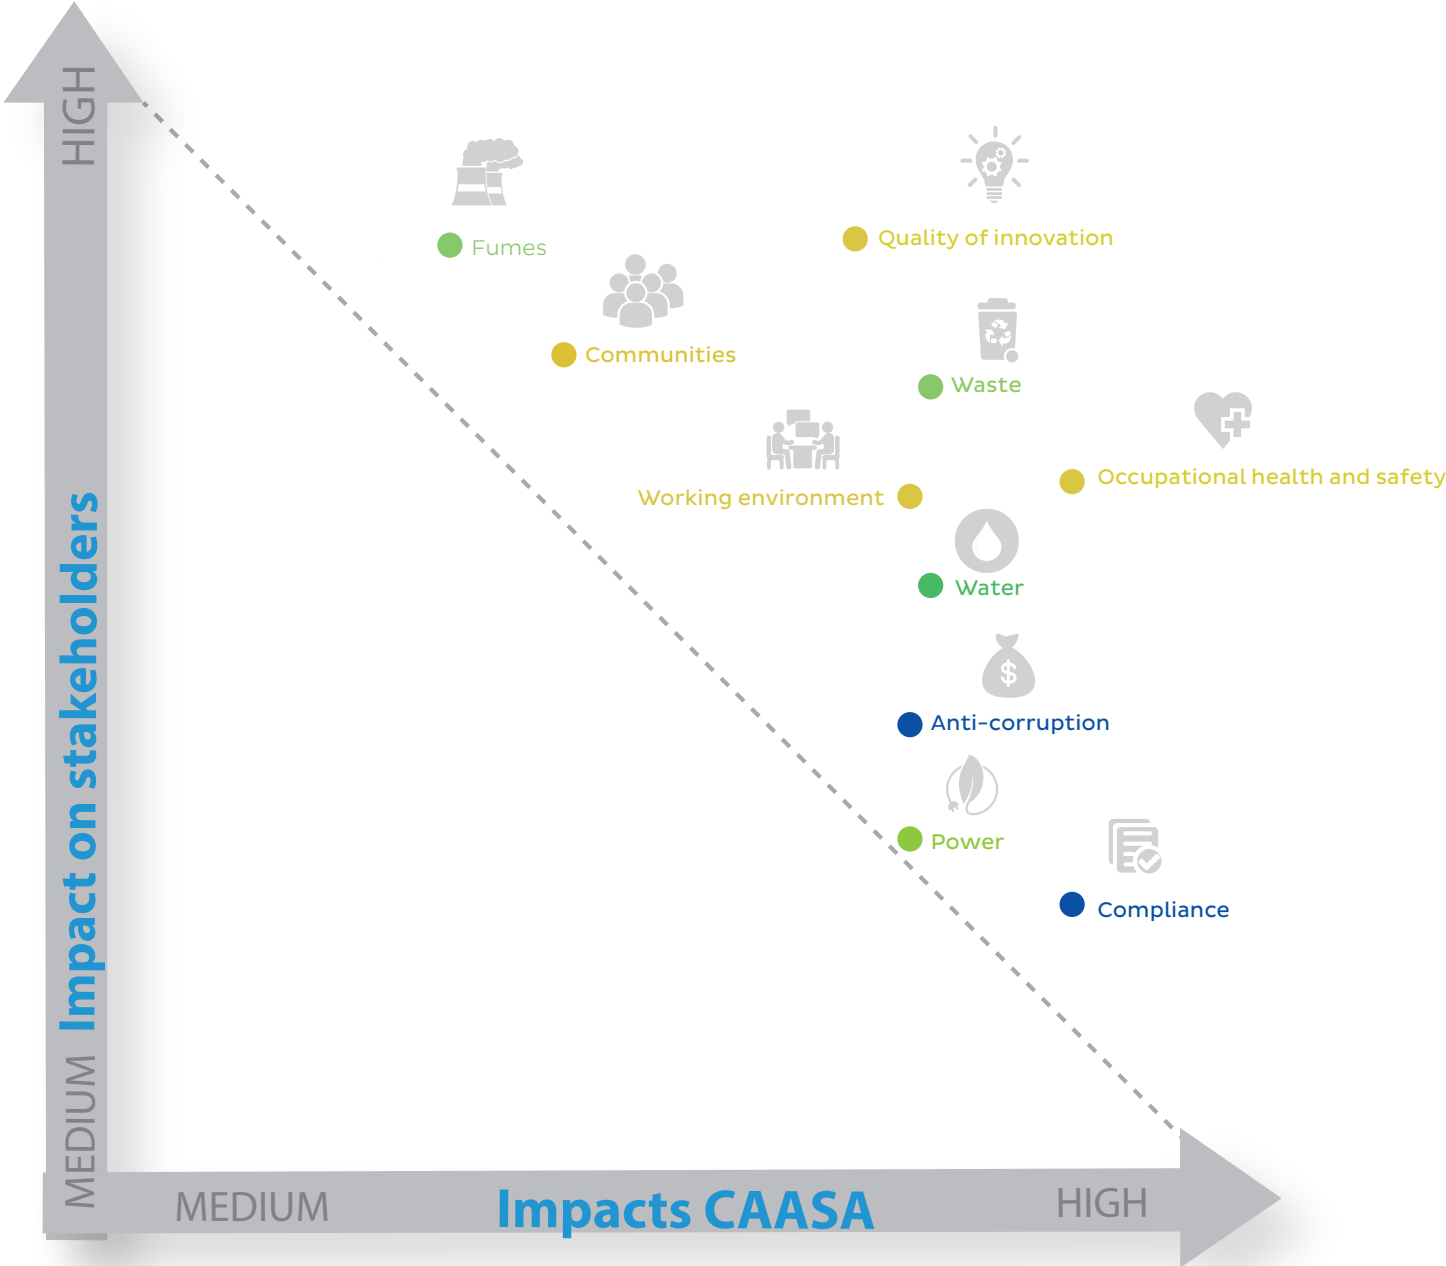 HIGH
Fumes
Quality of innovation
Communities
Waste
Occupational health and safety
Working environment
Water
$
Anti-corruption
Power
Compliance
Impact on stakeholders
MEDIUM
MEDIUM
Impacts CAASA
HIGH